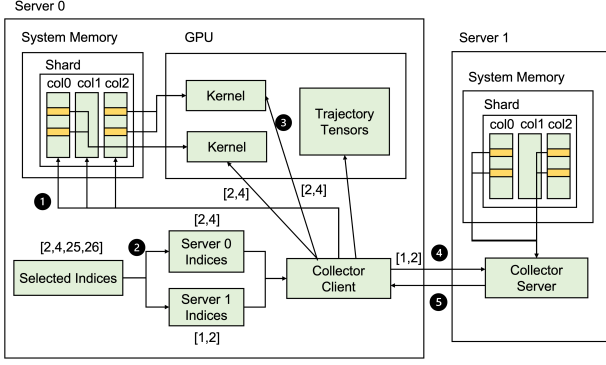 Server 0
System Memory
GPU
Shard
col0 col1 col2
Kernel
Kernel
Trajectory
Tensors
3
[2,4]
[2,4]
1
[2,4,25,26]
2
[2,4]
Selected Indices
Server 0
Indices
Server 1
Indices
[1,2]
Collector
Client
[1,2]
4
5
Server 1
System Memory
Shard
col0 col1 col2
Collector
Server